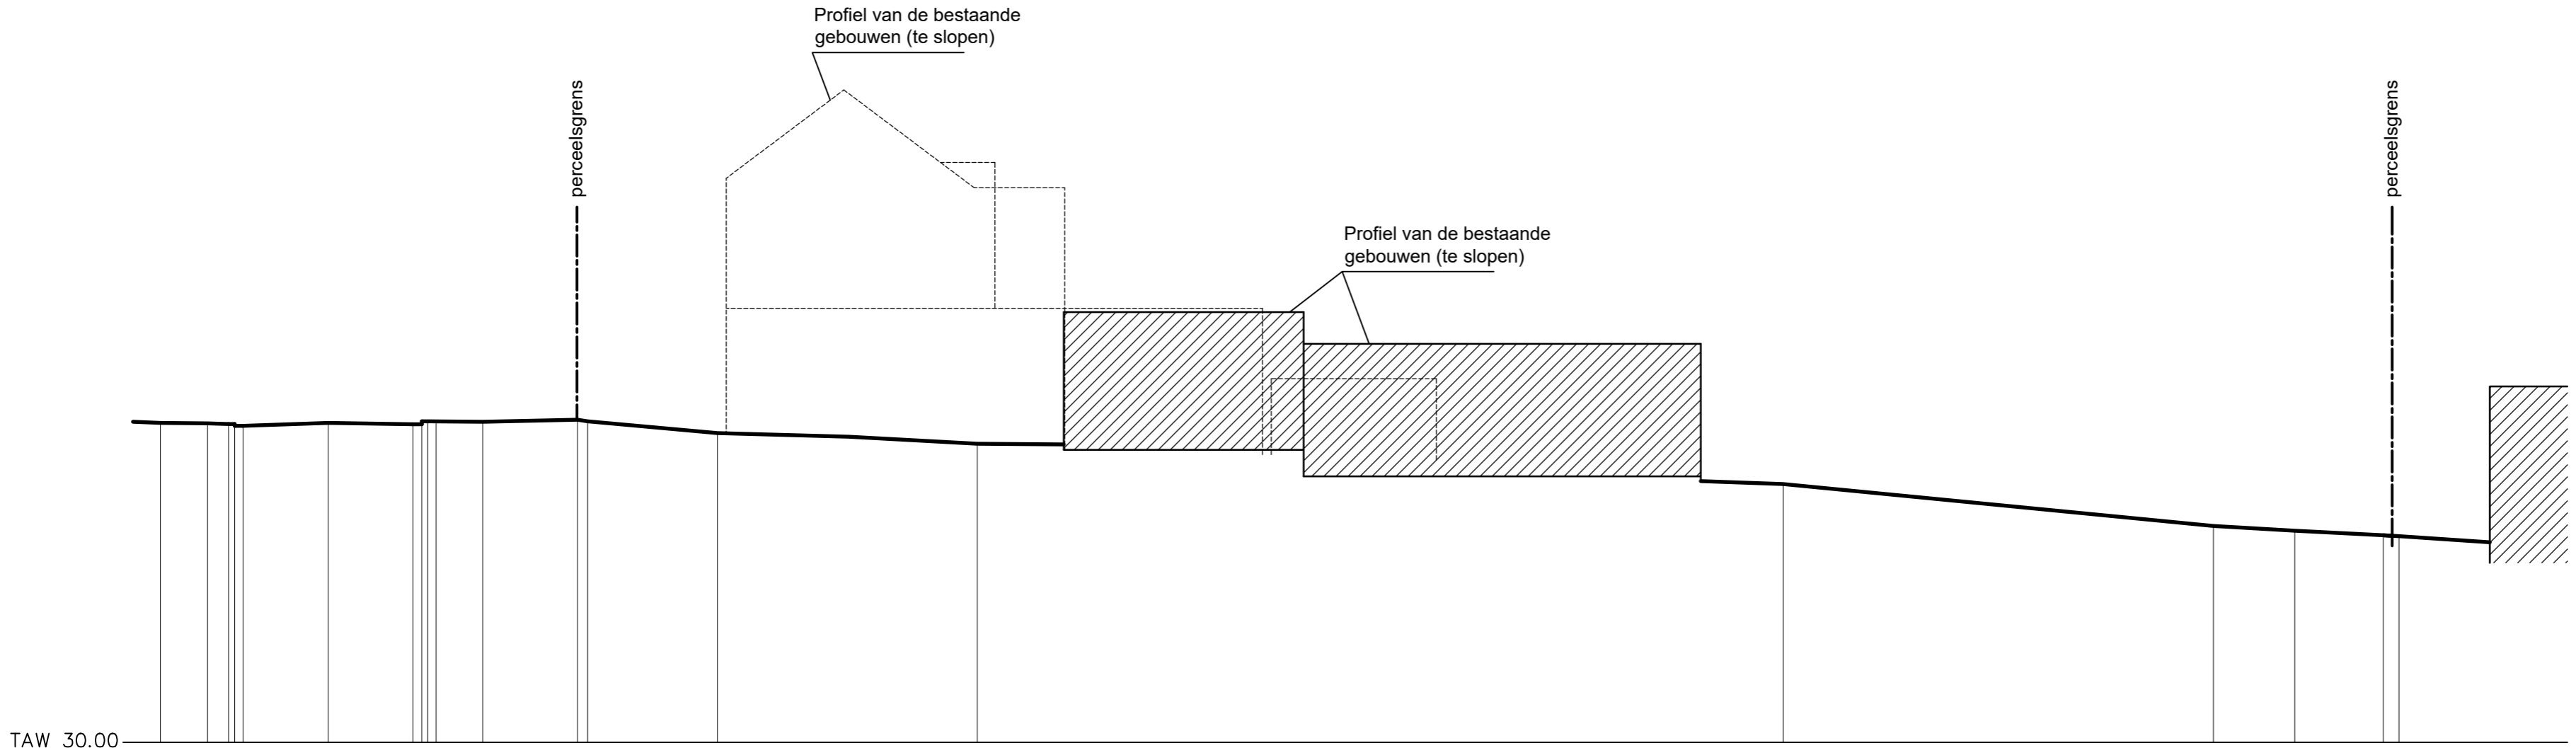 Profiel van de bestaande
gebouwen (te slopen)
perceelsgrens
perceelsgrens
Profiel van de bestaande
gebouwen (te slopen)
TAW 30.00